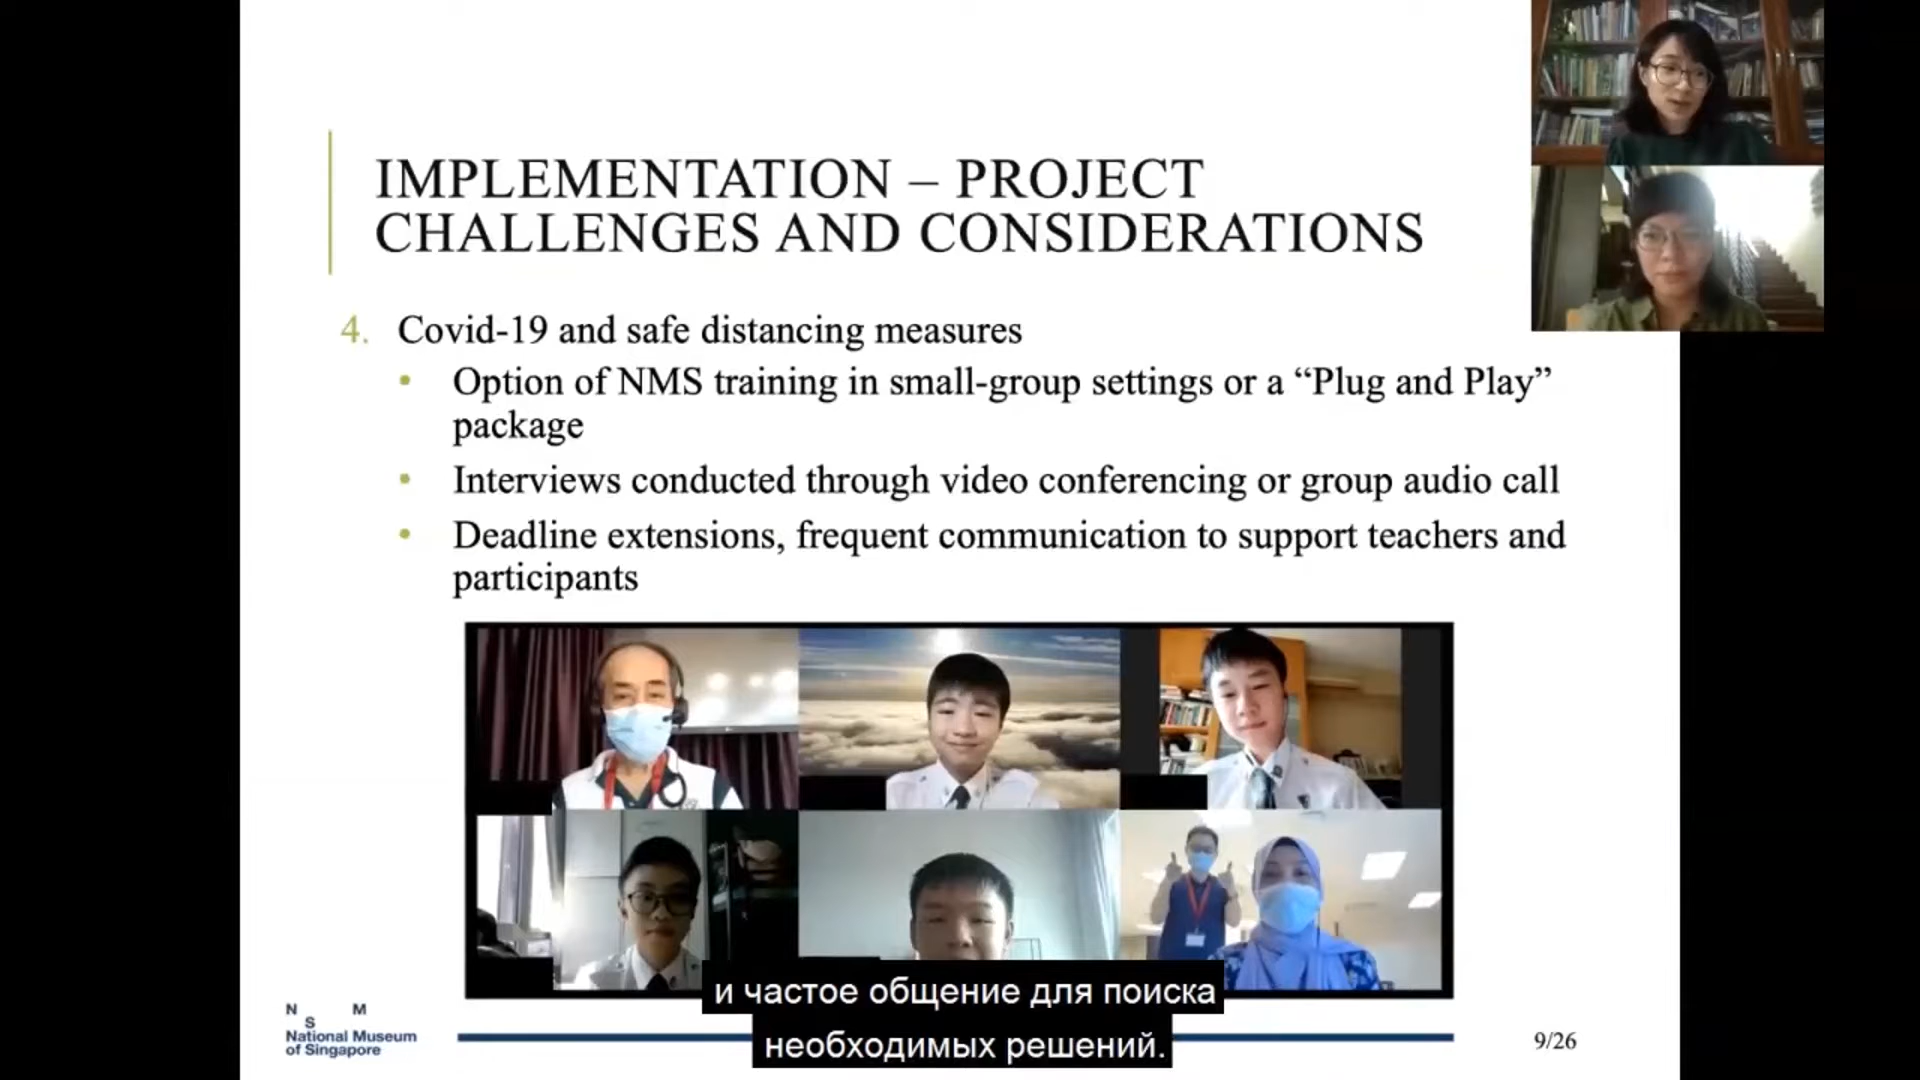 IMPLEMENTATION – PROJECT
CHALLENGES AND CONSIDERATIONS
4. Covid-19 and safe distancing measures
• Option of NMS training in small-group settings or a “Plug and Play”
package
• Interviews conducted through video conferencing or group audio call
• Deadline extensions, frequent communication to support teachers and
participants
и частое общение для поиска
необходимых решений.
N M
S
National Museum
of Singapore
9/26